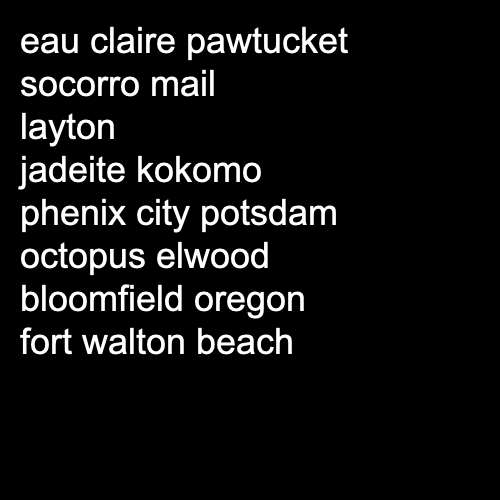 eau claire pawtucket
socorro mail
layton
jadeite kokomo
phenix city potsdam
octopus elwood
bloomfield oregon
fort walton beach